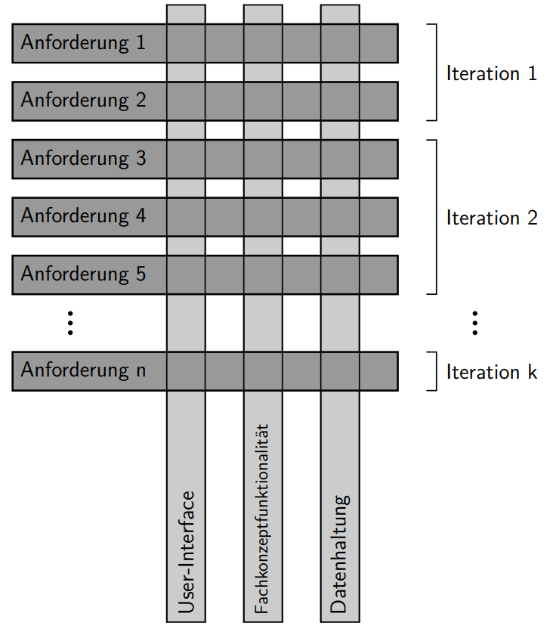 Anforderung 1
Anforderung 2
Iteration 1
Anforderung 3
Anforderung 4
Anforderung 5
Iteration 2
Anforderung n
Iteration k
User-Interface
Fachkonzeptfunktionalität
Datenhaltung